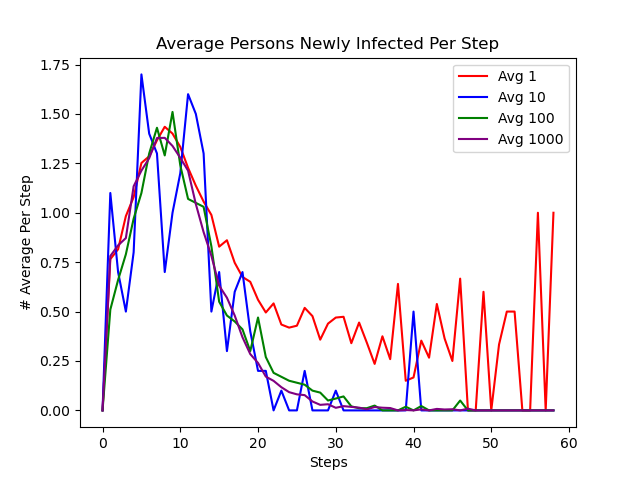 Average Persons Newly Infected Per Step
Avg 1
Avg 10
Avg 100
Avg 1000
# Average Per Step
1.75
1.50
1.25
1.00
0.75
0.50
0.25
0.00
0 10 20 30 40 50 60
Steps